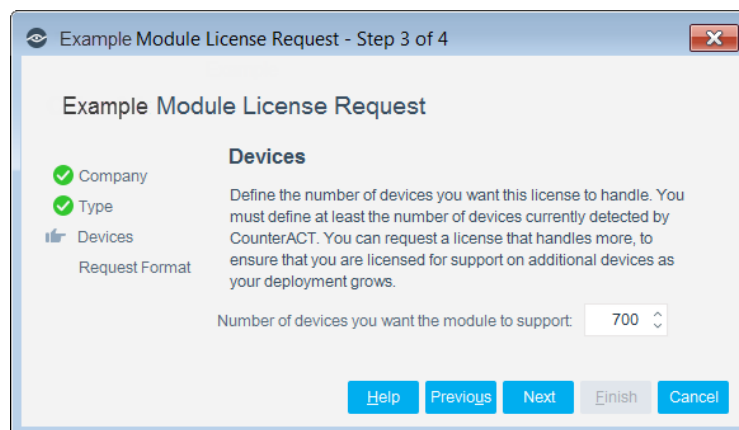 Example Module License Request - Step 3 of 4
Example Module License Request
Company
Type
Devices
Request Format
Devices
Define the number of devices you want this license to handle. You
must define at least the number of devices currently detected by
CounterACT. You can request a license that handles more, to
ensure that you are licensed for support on additional devices as
your deployment grows.
Number of devices you want the module to support: 700
Help Previous Next Finish Cancel